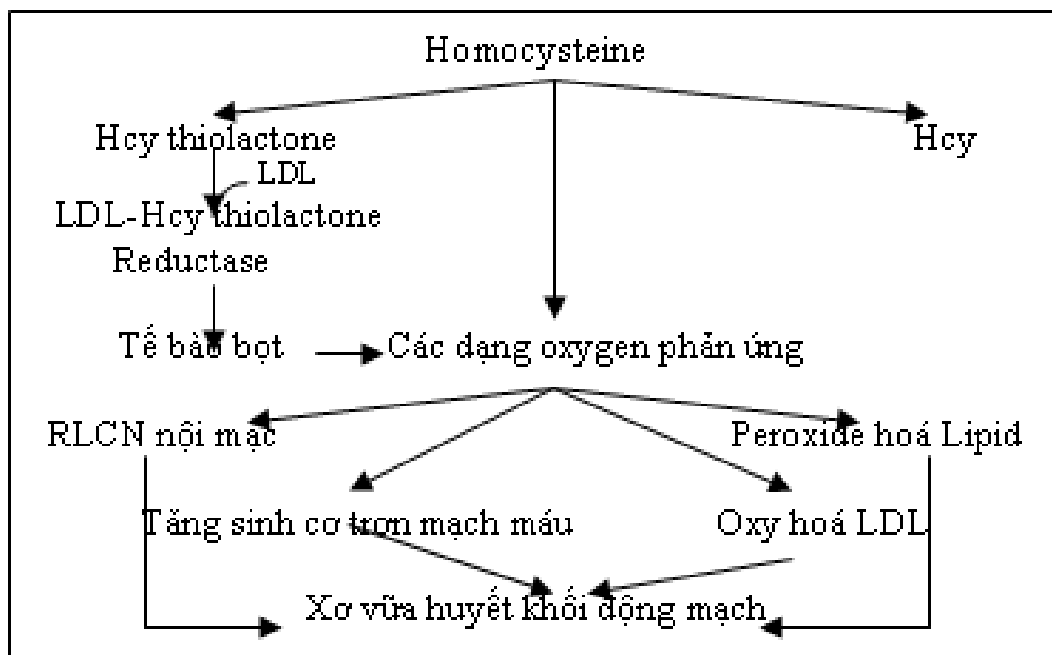 Homocysteine
Hcy thiolactone
Hcy
LDL
LDL-Hcy thiolactone
Reductase
Tế bào bọt
Các dạng oxygen phản ứng
RLCN nội mạc
Peroxide hoá Lipid
Tăng sinh cơ trơn mạch máu
Oxy hoá LDL
Xơ vữa huyết khối động mạch